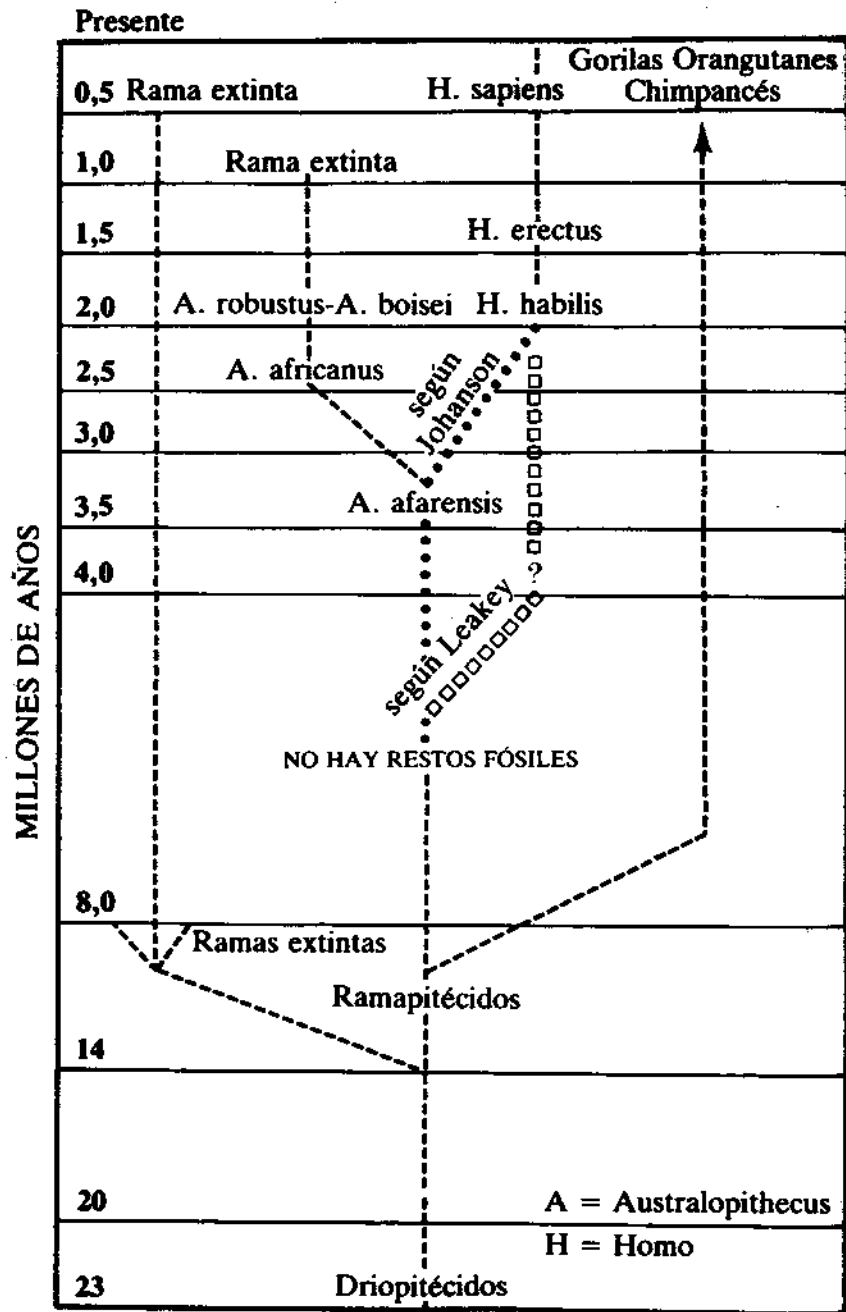 Presente
Gorilas Orangutanes
0,5 Rama extinta H. sapiens Chimpancés
1,0 Rama extinta
1,5 H. erectus
2,0 A. robustus-A. boisei H. habilis
2,5 A. africanus
según
Johanson
3,0
A. afarensis
3,5
4,0 ?
según Leakey
MILLONES DE AÑOS
NO HAY RESTOS FÓSILES
8,0
Ramas extintas
Ramapitécidos
14
20 A = Australopithecus
H = Homo
23 Driopitécidos